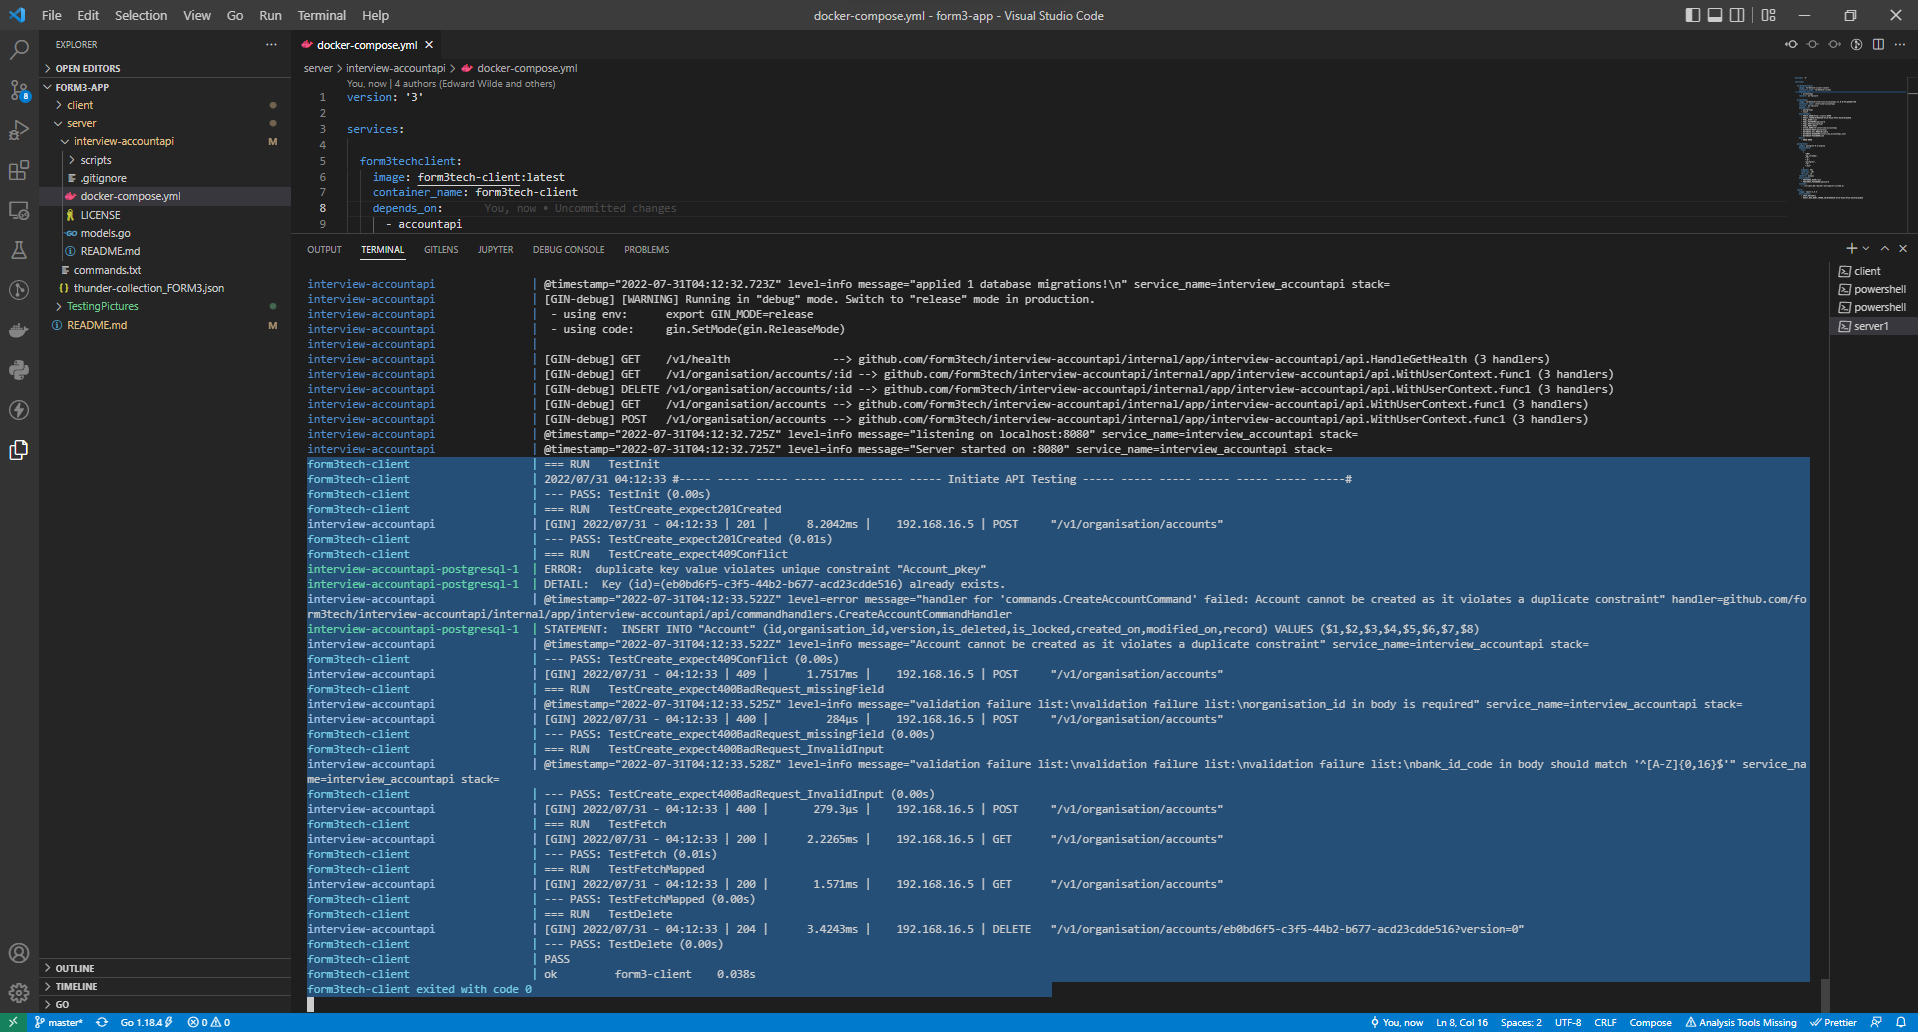 File Edit Selection View Go Run Terminal Help
docker-compose.yml - form3-app - Visual Studio Code
EXPLORER
OPEN EDITORS
FORM3-APP
client
server
interview-accountapi M
scripts
.gitignore
docker-compose.yml
LICENSE
models.go
README.md
commands.txt
thunder-collection_FORM3.json
TestingPictures
README.md M
OUTLINE
TIMELINE
GO
8
docker-compose.yml
server > interview-accountapi > docker-compose.yml
You, now | 4 authors (Edward Wilde and others)
1 version: '3'
2
3 services:
4
5 form3techclient:
6 image: form3tech-client:latest
7 container_name: form3tech-client
8 depends_on: You, now • Uncommitted changes
9 - accountapi
OUTPUT TERMINAL GITLENS JUPYTER DEBUG CONSOLE PROBLEMS
client
powershell
powershell
server1
interview-accountapi | @timestamp="2022-07-31T04:12:32.723Z" level=info message="applied 1 database migrations!\n" service_name=interview_accountapi stack=
interview-accountapi | [GIN-debug] [WARNING] Running in "debug" mode. Switch to "release" mode in production.
interview-accountapi | - using env: export GIN_MODE=release
interview-accountapi | - using code: gin.SetMode(gin.ReleaseMode)
interview-accountapi |
interview-accountapi | [GIN-debug] GET /v1/health --> github.com/form3tech/interview-accountapi/internal/app/interview-accountapi/api.HandleGetHealth (3 handlers)
interview-accountapi | [GIN-debug] GET /v1/organisation/accounts/:id --> github.com/form3tech/interview-accountapi/internal/app/interview-accountapi/api.WithUserContext.func1 (3 handlers)
interview-accountapi | [GIN-debug] DELETE /v1/organisation/accounts/:id --> github.com/form3tech/interview-accountapi/internal/app/interview-accountapi/api.WithUserContext.func1 (3 handlers)
interview-accountapi | [GIN-debug] GET /v1/organisation/accounts --> github.com/form3tech/interview-accountapi/internal/app/interview-accountapi/api.WithUserContext.func1 (3 handlers)
interview-accountapi | [GIN-debug] POST /v1/organisation/accounts --> github.com/form3tech/interview-accountapi/internal/app/interview-accountapi/api.WithUserContext.func1 (3 handlers)
interview-accountapi | @timestamp="2022-07-31T04:12:32.725Z" level=info message="listening on localhost:8080" service_name=interview_accountapi stack=
interview-accountapi | @timestamp="2022-07-31T04:12:32.725Z" level=info message="Server started on :8080" service_name=interview_accountapi stack=
form3tech-client | === RUN TestInit
form3tech-client | 2022/07/31 04:12:33 #----- ----- ----- ----- ----- ----- ----- Initiate API Testing ----- ----- ----- ----- ----- ----- -----#
form3tech-client | --- PASS: TestInit (0.00s)
form3tech-client | === RUN TestCreate_expect201Created
interview-accountapi | [GIN] 2022/07/31 - 04:12:33 | 201 | 8.2042ms | 192.168.16.5 | POST "/v1/organisation/accounts"
form3tech-client | --- PASS: TestCreate_expect201Created (0.01s)
form3tech-client | === RUN TestCreate_expect409Conflict
interview-accountapi-postgresql-1 | ERROR: duplicate key value violates unique constraint "Account_pkey"
interview-accountapi-postgresql-1 | DETAIL: Key (id)=(eb0bd6f5-c3f5-44b2-b677-acd23cdde516) already exists.
interview-accountapi | @timestamp="2022-07-31T04:12:33.522Z" level=error message="handler for 'commands.CreateAccountCommand' failed: Account cannot be created as it violates a duplicate constraint" handler=github.com/fo
rm3tech/interview-accountapi/internal/app/interview-accountapi/api/commandhandlers.CreateAccountCommandHandler
interview-accountapi-postgresql-1 | STATEMENT: INSERT INTO "Account" (id,organisation_id,version,is_deleted,is_locked,created_on,modified_on,record) VALUES ($1,$2,$3,$4,$5,$6,$7,$8)
interview-accountapi | @timestamp="2022-07-31T04:12:33.522Z" level=info message="Account cannot be created as it violates a duplicate constraint" service_name=interview_accountapi stack=
form3tech-client | --- PASS: TestCreate_expect409Conflict (0.00s)
interview-accountapi | [GIN] 2022/07/31 - 04:12:33 | 409 | 1.7517ms | 192.168.16.5 | POST "/v1/organisation/accounts"
form3tech-client | === RUN TestCreate_expect400BadRequest_missingField
interview-accountapi | @timestamp="2022-07-31T04:12:33.525Z" level=info message="validation failure list:\nvalidation failure list:\norganisation_id in body is required" service_name=interview_accountapi stack=
interview-accountapi | [GIN] 2022/07/31 - 04:12:33 | 400 | 284µs | 192.168.16.5 | POST "/v1/organisation/accounts"
form3tech-client | --- PASS: TestCreate_expect400BadRequest_missingField (0.00s)
form3tech-client | === RUN TestCreate_expect400BadRequest_InvalidInput
interview-accountapi | @timestamp="2022-07-31T04:12:33.528Z" level=info message="validation failure list:\nvalidation failure list:\nvalidation failure list:\nbank_id_code in body should match '^[A-Z]{0,16}$'" service_na
me=interview_accountapi stack=
form3tech-client | --- PASS: TestCreate_expect400BadRequest_InvalidInput (0.00s)
interview-accountapi | [GIN] 2022/07/31 - 04:12:33 | 400 | 279.3µs | 192.168.16.5 | POST "/v1/organisation/accounts"
form3tech-client | === RUN TestFetch
interview-accountapi | [GIN] 2022/07/31 - 04:12:33 | 200 | 2.2265ms | 192.168.16.5 | GET "/v1/organisation/accounts"
form3tech-client | --- PASS: TestFetch (0.01s)
form3tech-client | === RUN TestFetchMapped
interview-accountapi | [GIN] 2022/07/31 - 04:12:33 | 200 | 1.571ms | 192.168.16.5 | GET "/v1/organisation/accounts"
form3tech-client | --- PASS: TestFetchMapped (0.00s)
form3tech-client | === RUN TestDelete
interview-accountapi | [GIN] 2022/07/31 - 04:12:33 | 204 | 3.4243ms | 192.168.16.5 | DELETE "/v1/organisation/accounts/eb0bd6f5-c3f5-44b2-b677-acd23cdde516?version=0"
form3tech-client | --- PASS: TestDelete (0.00s)
form3tech-client | PASS
form3tech-client | ok form3-client 0.038s
form3tech-client exited with code 0
master* Go 1.18.4 0 0 You, now Ln 8, Col 16 Spaces: 2 UTF-8 CRLF Compose Analysis Tools Missing Prettier